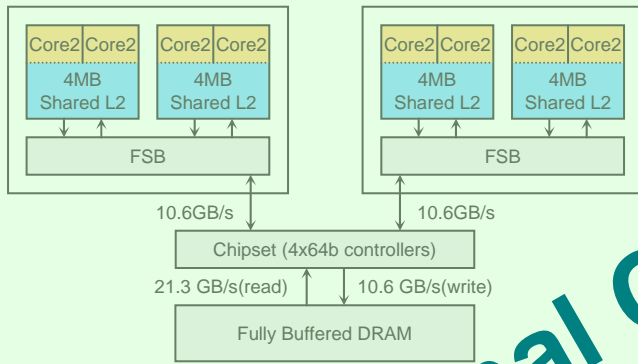 Core2 Core2 Core2 Core2 Core2 Core2 Core2 Core2
4MB 4MB 4MB 4MB
Shared L2 Shared L2 Shared L2 Shared L2
FSB FSB
10.6GB/s 10.6GB/s
Chipset (4x64b controllers)
21.3 GB/s(read) 10.6 GB/s(write)
Fully Buffered DRAM